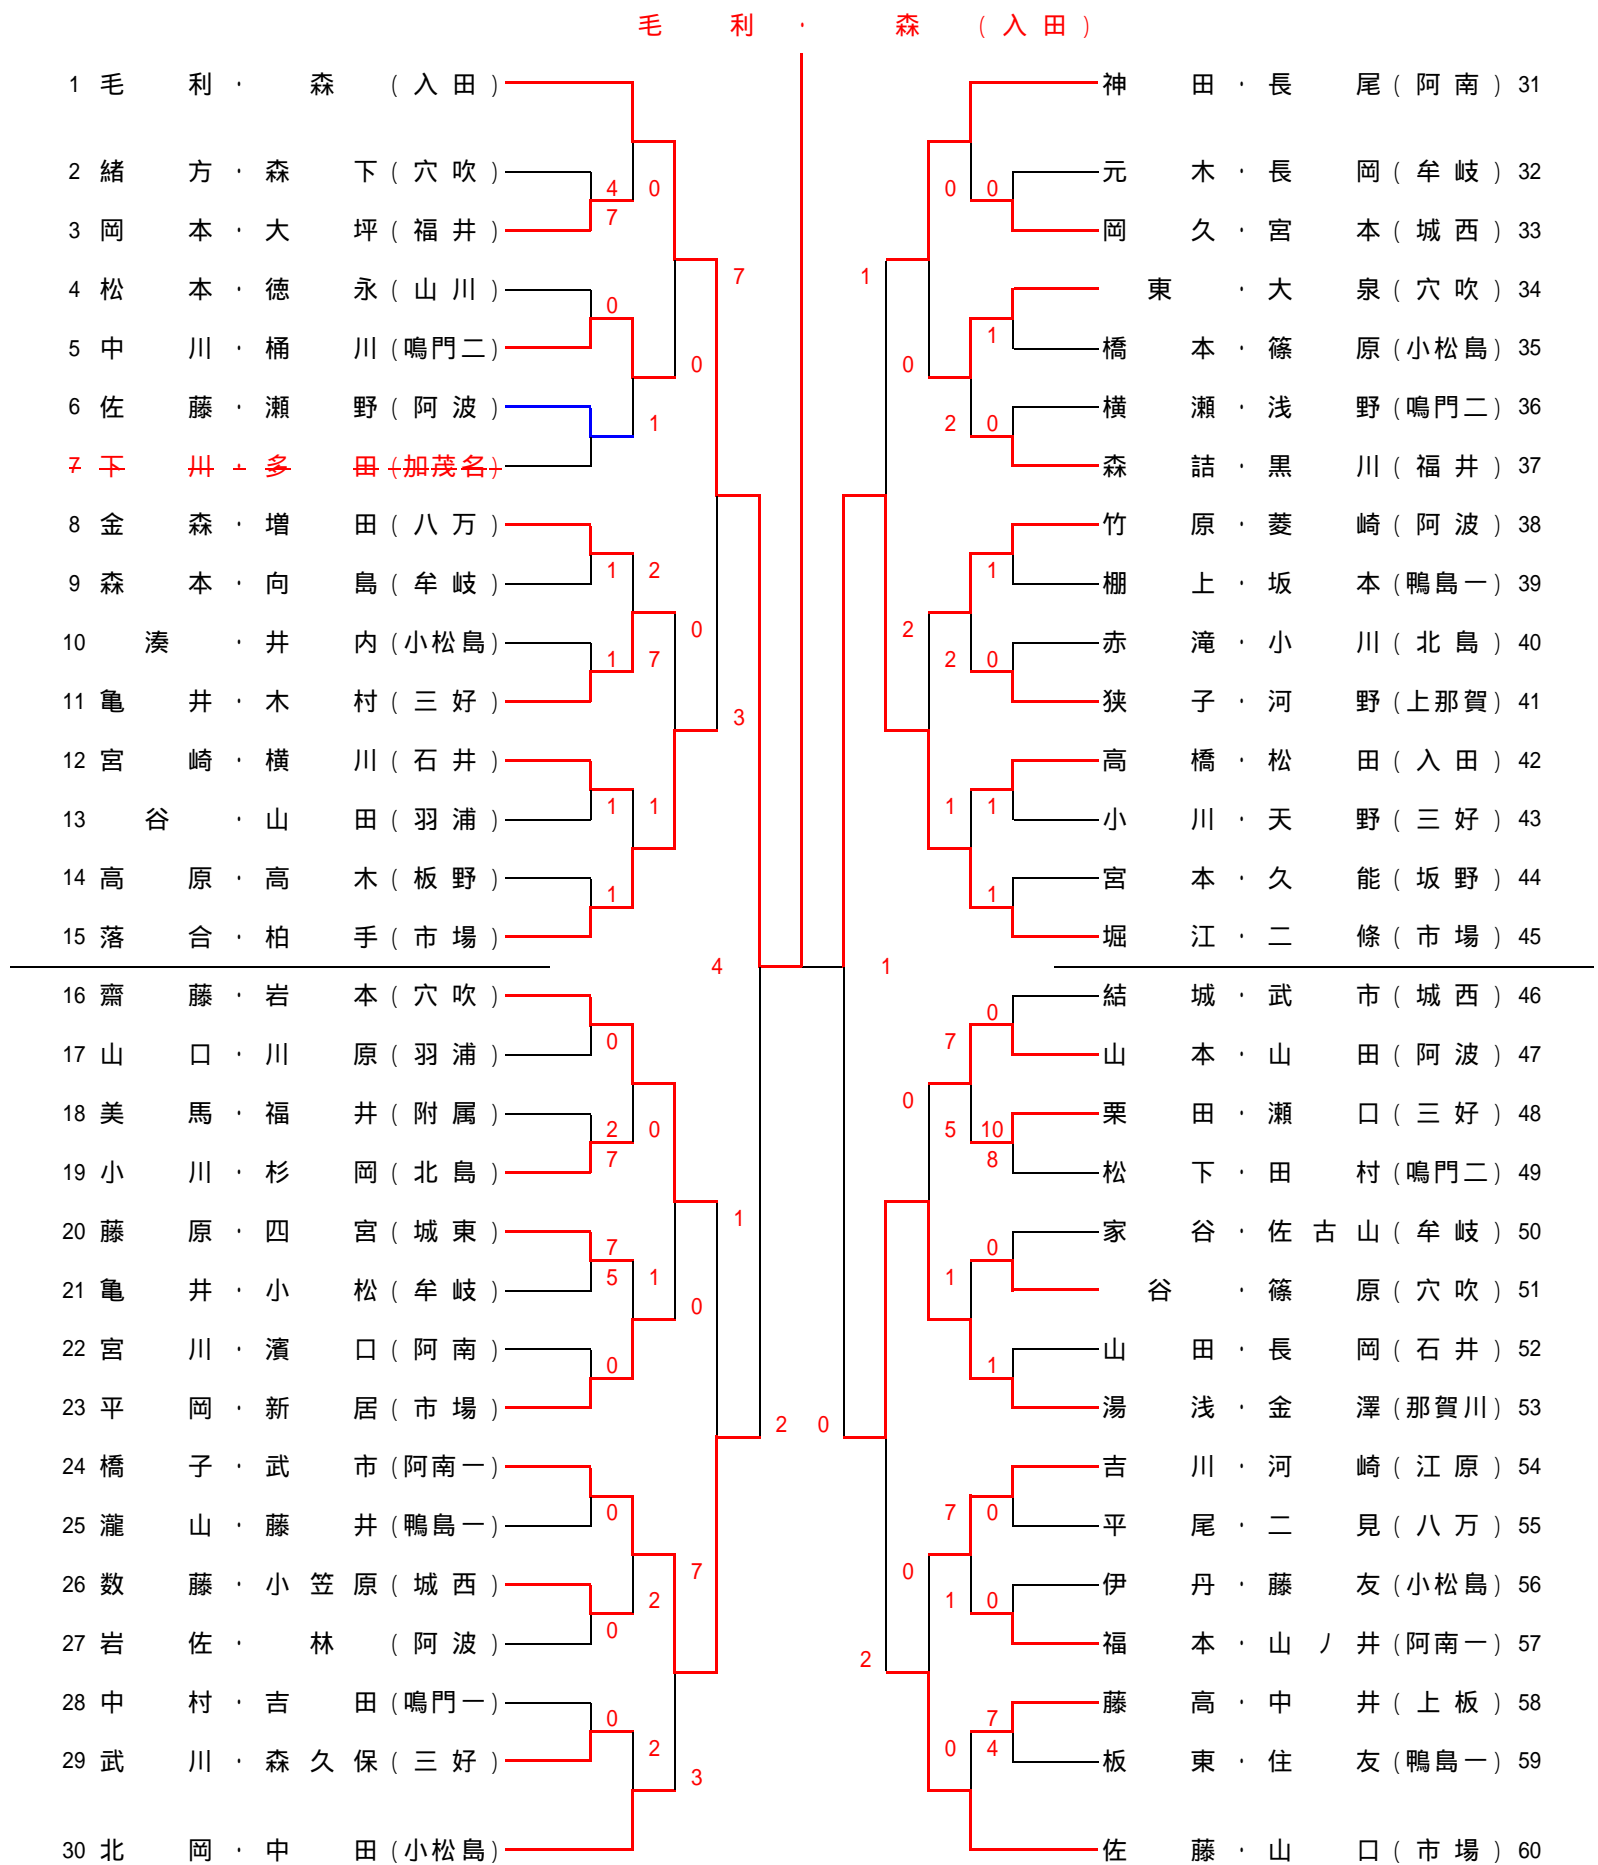 毛利・森(入田)
1 毛利・森(入田)
2 緒方・森下(穴吹)
3 岡本・大坪(福井)
4 松本・徳永(山川)
5 中川・桶川(鳴門二)
6 佐藤・瀬野(阿波)
7 下川・多田(加茂名)
8 金森・増田(八万)
9 森本・向島(牟岐)
10 湊・井内(小松島)
11 亀井・木村(三好)
12 宮崎・横川(石井)
13 谷・山田(羽浦)
14 高原・高木(板野)
15 落合・柏手(市場)
16 齋藤・岩本(穴吹)
17 山口・川原(羽浦)
18 美馬・福井(附属)
19 小川・杉岡(北島)
20 藤原・四宮(城東)
21 亀井・小松(牟岐)
22 宮川・濱口(阿南)
23 平岡・新居(市場)
24 橋子・武市(阿南一)
25 瀧山・藤井(鴨島一)
26 数藤・小笠原(城西)
27 岩佐・林(阿波)
28 中村・吉田(鳴門一)
29 武川・森久保(三好)
30 北岡・中田(小松島)
4 0
7
0
1
1 2
1 7
1 1
1
0
2 0
7
7
5 1
0
0
2
0
0
2
0
0
0
7
3
7
3
1
4
2
神田・長尾(阿南) 31
元木・長岡(牟岐) 32
岡久・宮本(城西) 33
東・大泉(穴吹) 34
橋本・篠原(小松島) 35
横瀬・浅野(鳴門二) 36
森詰・黒川(福井) 37
竹原・菱崎(阿波) 38
棚上・坂本(鴨島一) 39
赤滝・小川(北島) 40
狭子・河野(上那賀) 41
高橋・松田(入田) 42
小川・天野(三好) 43
宮本・久能(坂野) 44
堀江・二條(市場) 45
結城・武市(城西) 46
山本・山田(阿波) 47
栗田・瀬口(三好) 48
松下・田村(鳴門二) 49
家谷・佐古山(牟岐) 50
谷・篠原(穴吹) 51
山田・長岡(石井) 52
湯浅・金澤(那賀川) 53
吉川・河崎(江原) 54
平尾・二見(八万) 55
伊丹・藤友(小松島) 56
福本・山ノ井(阿南一) 57
藤高・中井(上板) 58
板東・住友(鴨島一) 59
佐藤・山口(市場) 60
0 0
1
2 0
1
2 0
1 1
1
0
7
5 10
8
0
1
1
7 0
1 0
7
0 4
0
2
0
0
1
2
1
0